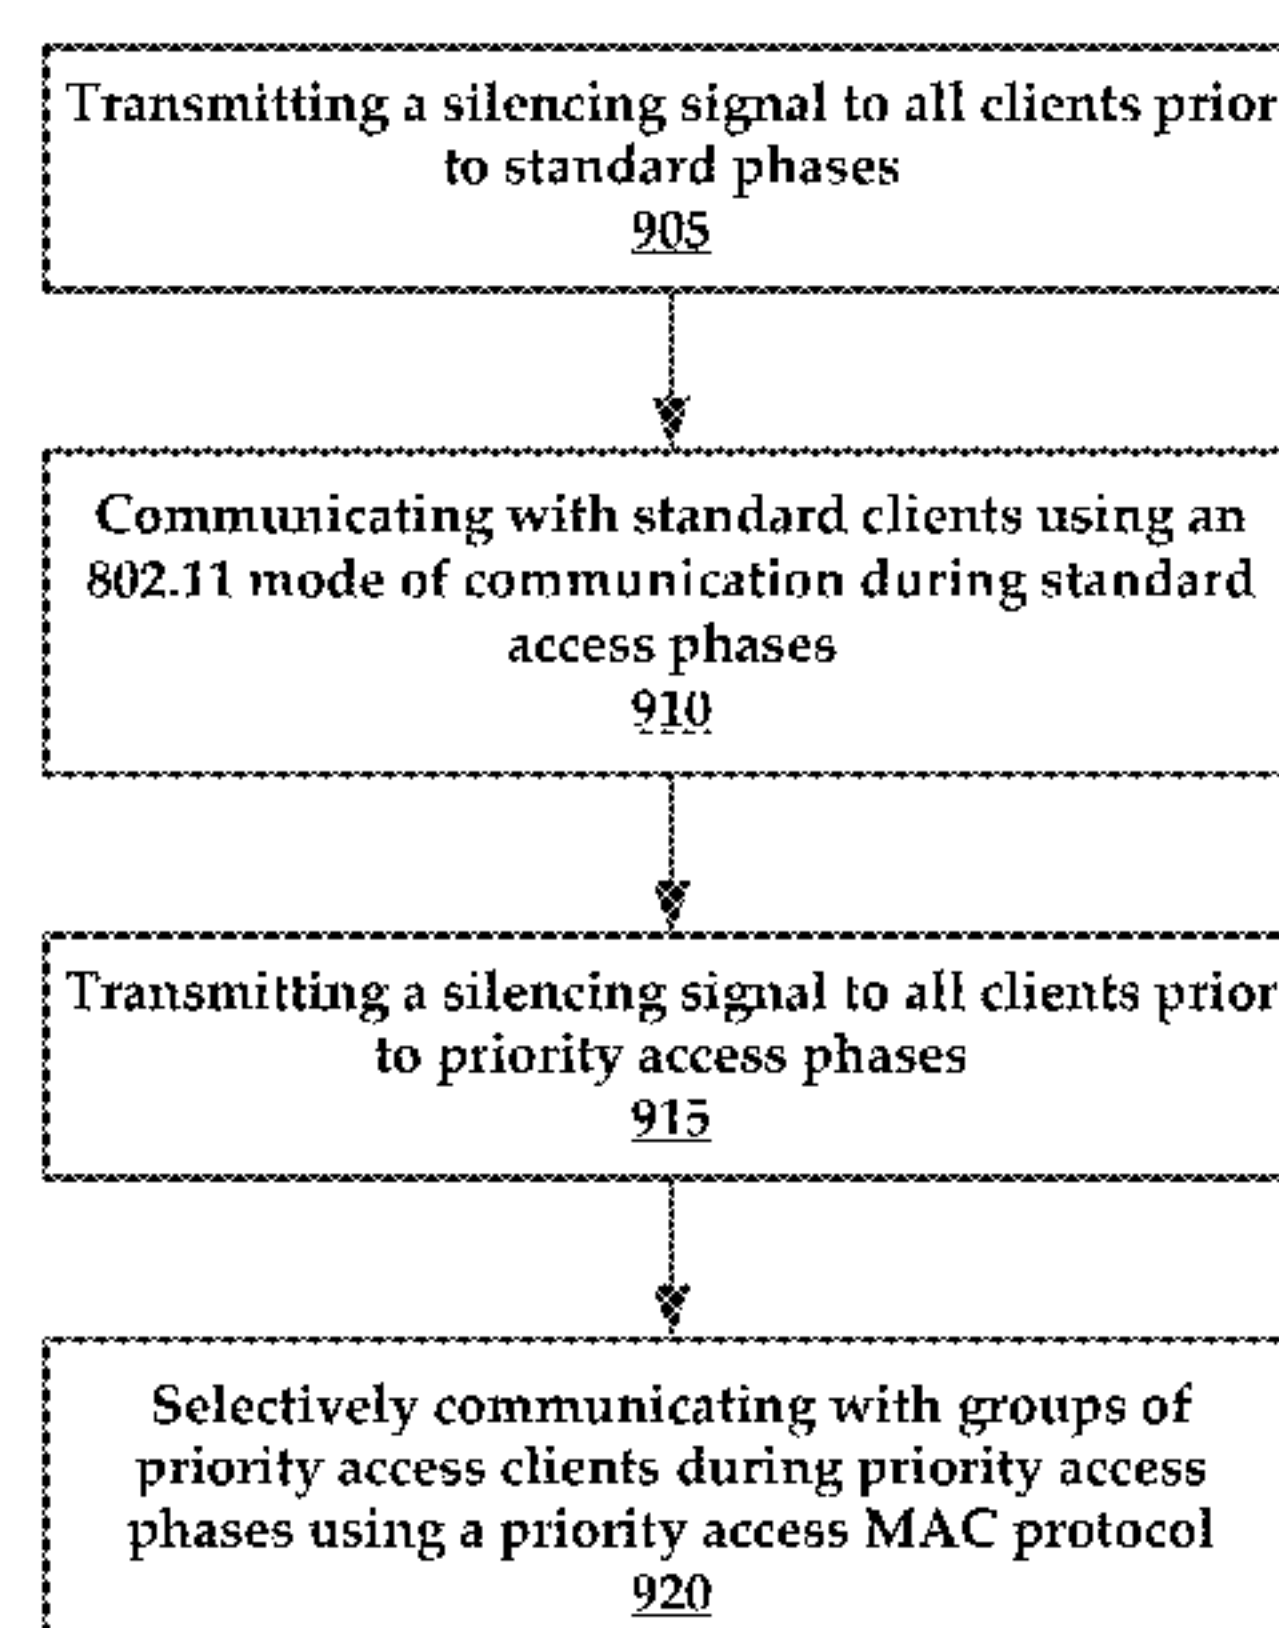 Transmitting a silencing signal to all clients prior
to standard phases
905
Communicating with standard clients using an
802.11 mode of communication during standard
access phases
910
Transmitting a silencing signal to all clients prior
to priority access phases
915
Selectively communicating with groups of
priority access clients during priority access
phases using a priority access MAC protocol
920